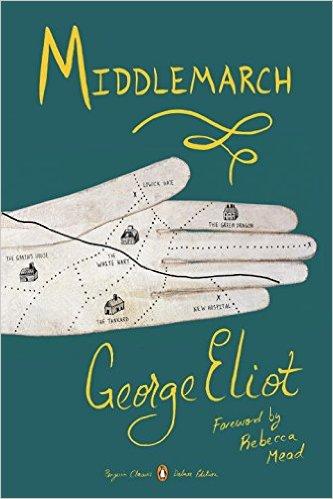 MIDDLEMARCH
LOWICK GATE
THE GREEN DRAGON
THE GARTHS HOUSE
THE
WHITE HART
THE TANKARD
NEW HOSPITAL
George Eliot
Foreword by
Rebecca
Mead
Penguin Classics Deluxe Edition